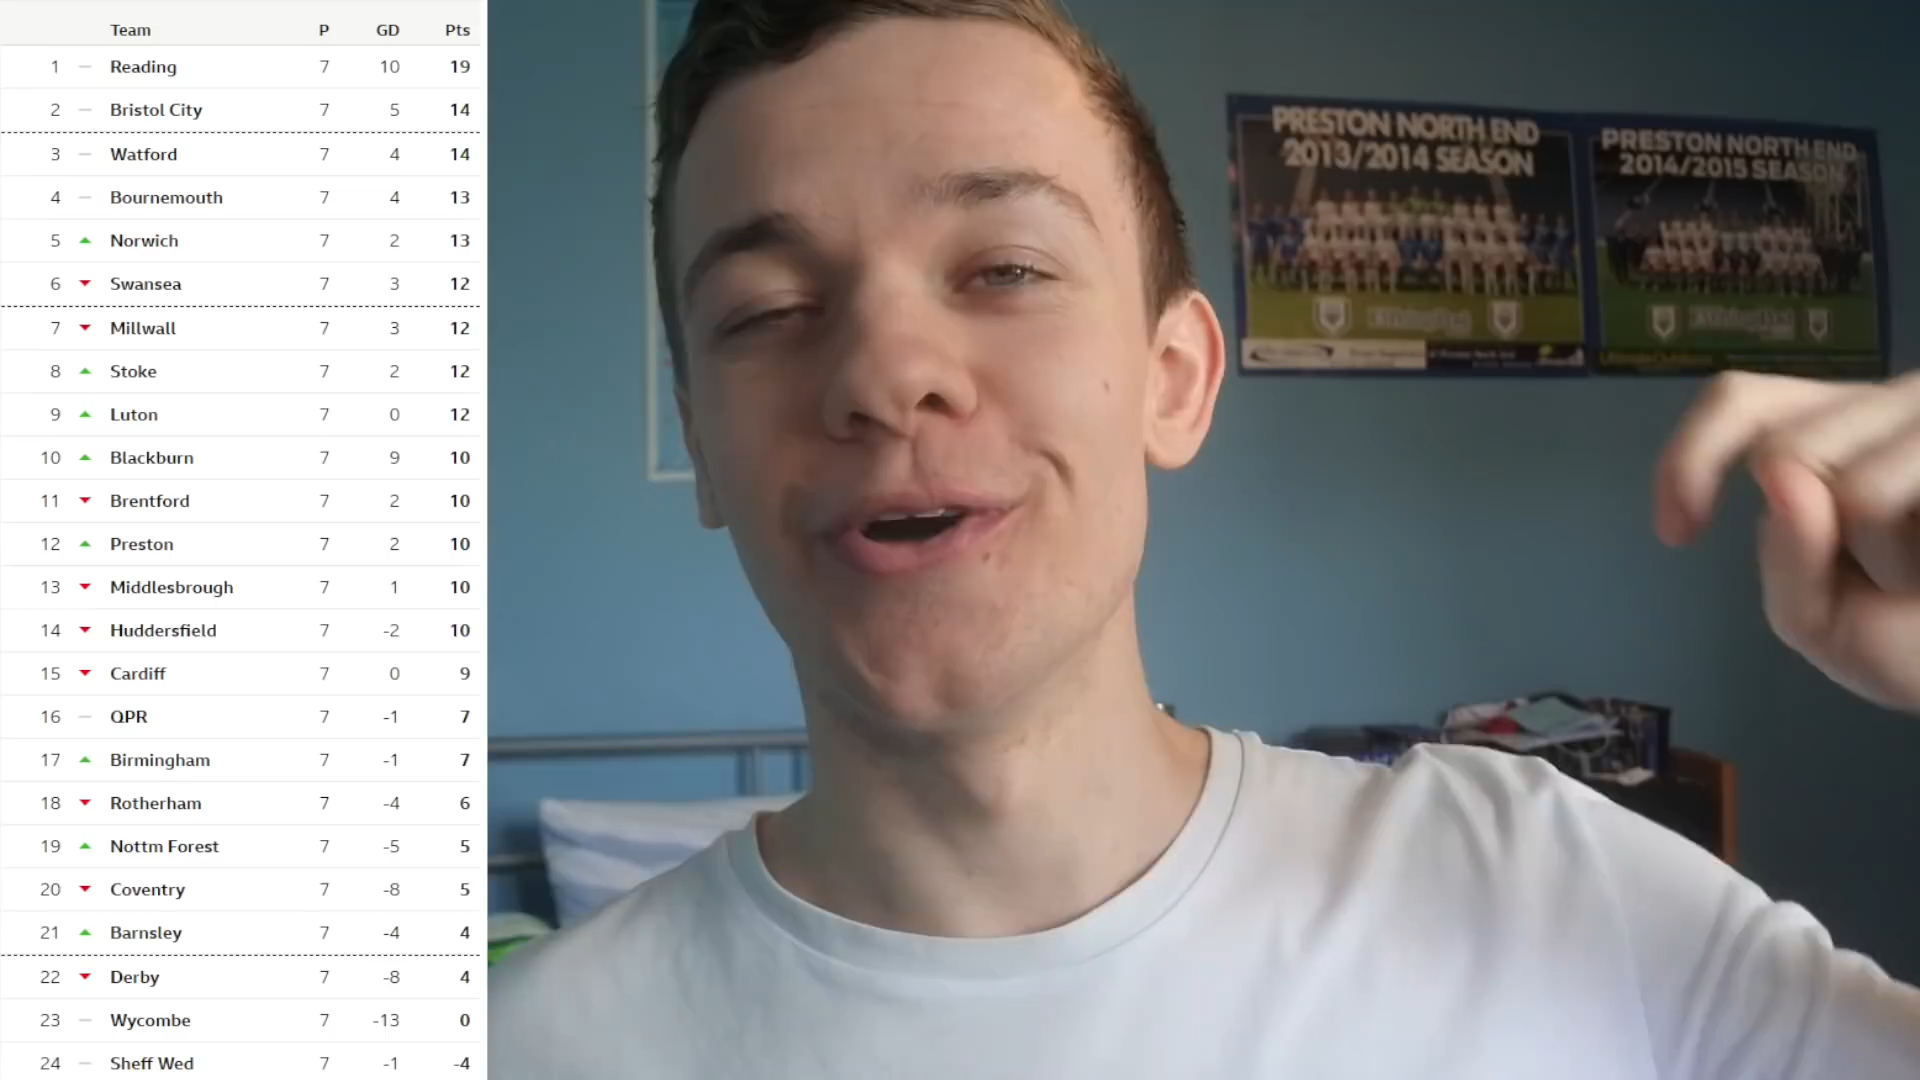 Team P GD Pts
1 Reading 7 10 19
2 Bristol City 7 5 14
3 Watford 7 4 14
4 Bournemouth 7 4 13
5 Norwich 7 2 13
6 Swansea 7 3 12
7 Millwall 7 3 12
8 Stoke 7 2 12
9 Luton 7 0 12
10 Blackburn 7 9 10
11 Brentford 7 2 10
12 Preston 7 2 10
13 Middlesbrough 7 1 10
14 Huddersfield 7 -2 10
15 Cardiff 7 0 9
16 QPR 7 -1 7
17 Birmingham 7 -1 7
18 Rotherham 7 -4 6
19 Nottm Forest 7 -5 5
20 Coventry 7 -8 5
21 Barnsley 7 -4 4
22 Derby 7 -8 4
23 Wycombe 7 -13 0
24 Sheff Wed 7 -1 -4
PRESTON NORTH END
2013/2014 SEASON
PRESTON NORTH END
2014/2015 SEASON